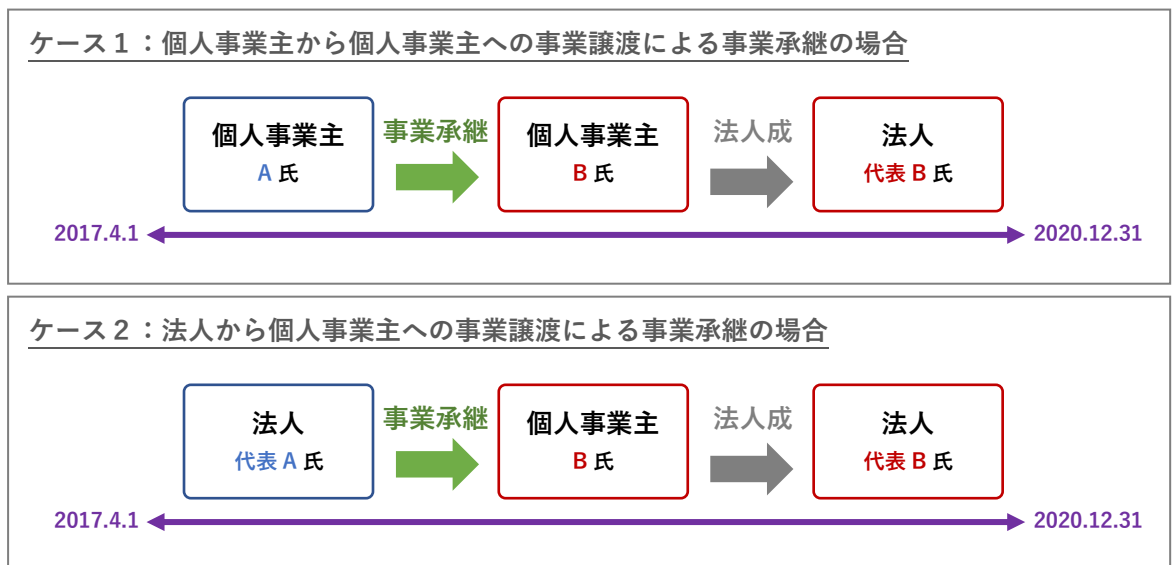 ケース１：個人事業主から個人事業主への事業譲渡による事業承継の場合
個人事業主
A 氏
事業承継
個人事業主
B 氏
法人成
法人
代表 B 氏
2017.4.1
2020.12.31
ケース２：法人から個人事業主への事業譲渡による事業承継の場合
法人
代表 A 氏
事業承継
個人事業主
B 氏
法人成
法人
代表 B 氏
2017.4.1
2020.12.31